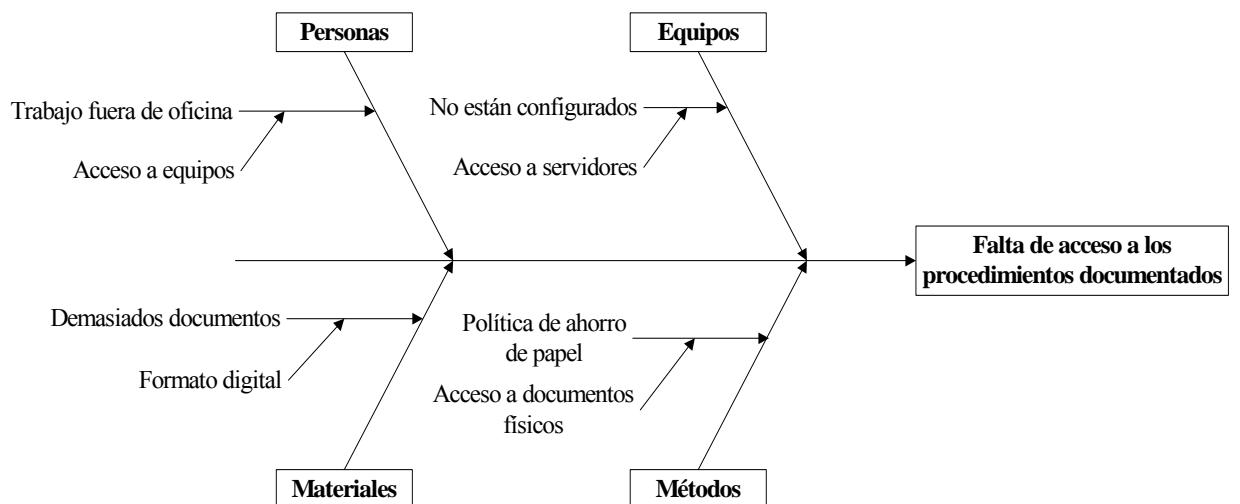 Personas
Equipos
Trabajo fuera de oficina
No están configurados
Acceso a equipos
Acceso a servidores
Falta de acceso a los
procedimientos documentados
Demasiados documentos
Política de ahorro
de papel
Formato digital
Acceso a documentos
físicos
Materiales
Métodos